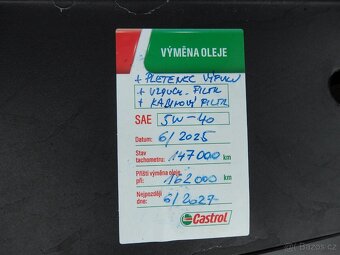 VÝMĚNA OLEJE
+ PLETENEC VÝFUKU
+ VZDUCH. FILTR
+ KABINOVÝ FILTR
SAE 5W-40
Datum: 6/2025
Stav
tachometru: 147000 km
Příští výměna oleje
při: 162000 km
Nejpozději
dne: 6/2027
Castrol